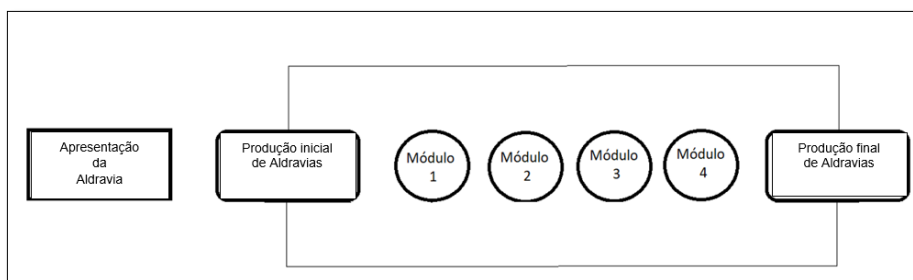 Apresentação
da
Aldravia
Produção inicial
de Aldravias
Módulo
1
Módulo
2
Módulo
3
Módulo
4
Produção final
de Aldravias